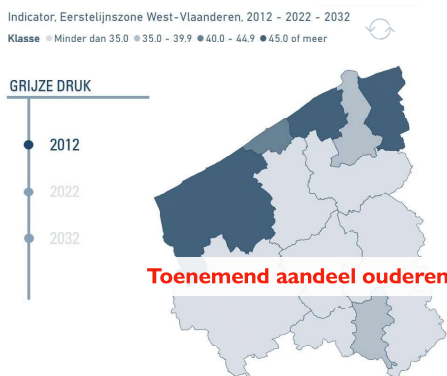 Indicator, Eerstelijnszone West-Vlaanderen, 2012 - 2022 - 2032
Klasse Minder dan 35.0 35.0 - 39.9 40.0 - 44.9 45.0 of meer
GRIJZE DRUK
2012
2022
2032
Toenemend aandeel ouderen